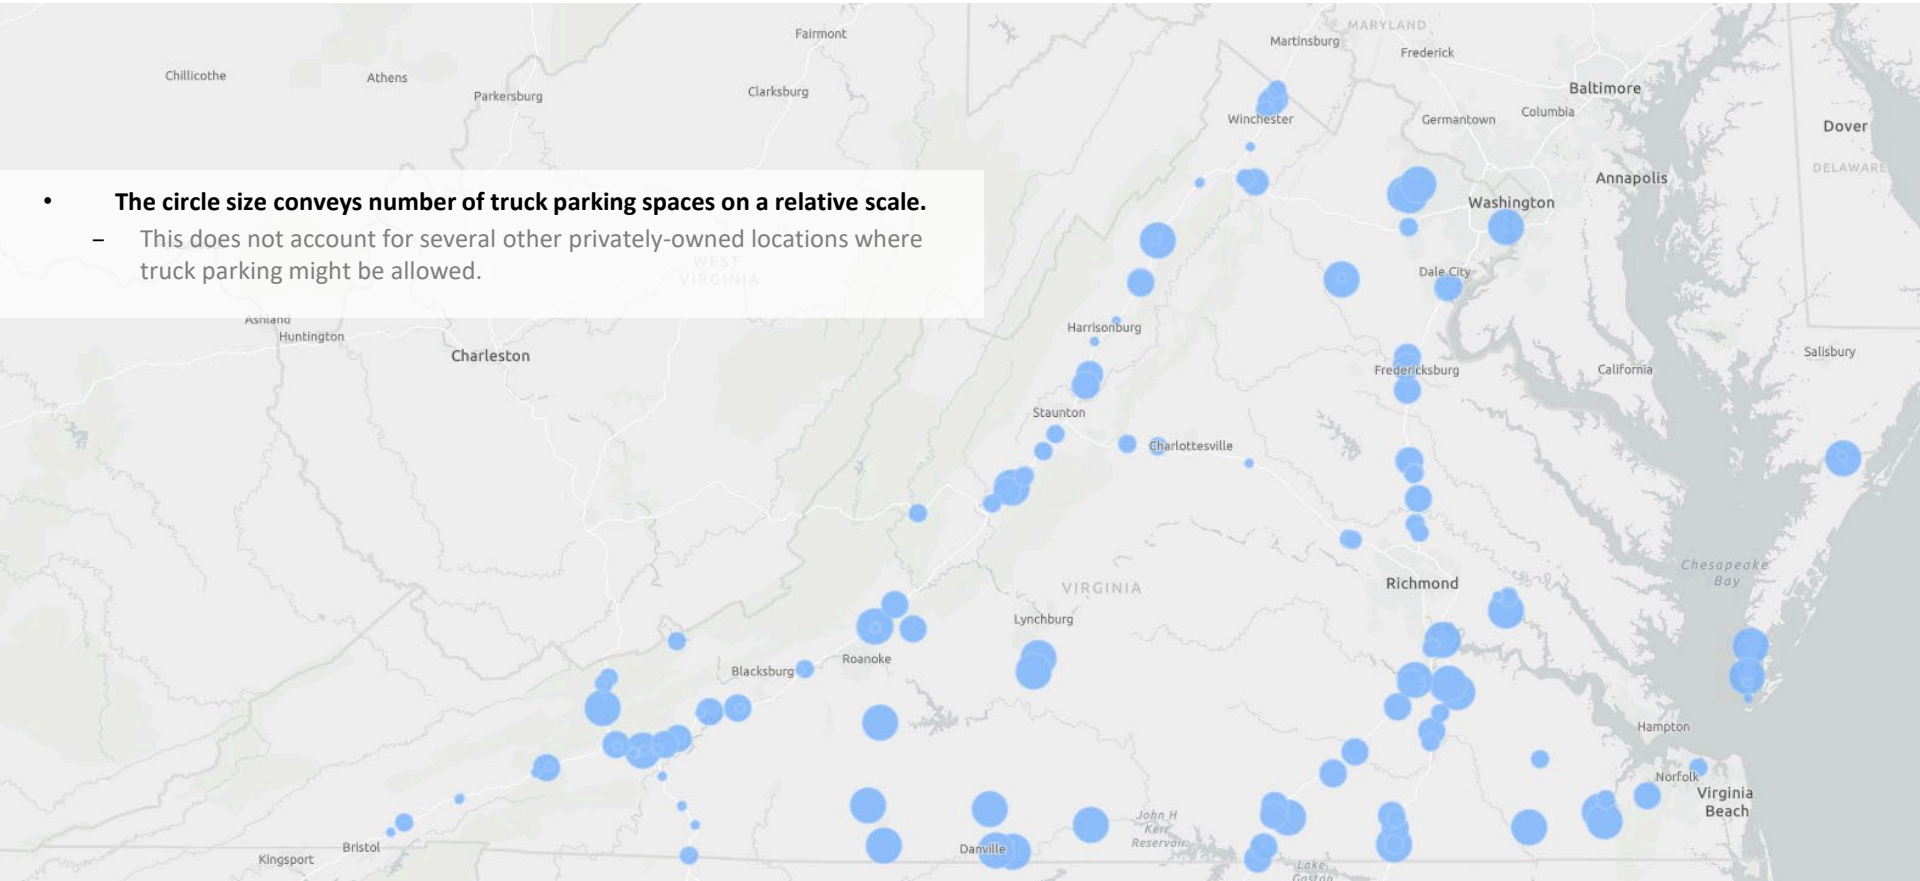 MARYLAND
Fairmont
Martinsburg
Frederick
Chillicothe
Athens
Parkersburg
Clarksburg
Baltimore
Columbia
Winchester
Germantown
Dover
DELAWARE
Annapolis
Washington
• The circle size conveys number of truck parking spaces on a relative scale.
– This does not account for several other privately-owned locations where
truck parking might be allowed.
WEST
VIRGINIA
Dale City
Ashland
Huntington
Harrisonburg
Charleston
Salisbury
Fredericksburg
California
Staunton
Charlottesville
Chesapeake
Bay
Richmond
VIRGINIA
Lynchburg
Roanoke
Blacksburg
Hampton
Norfolk
Virginia
Beach
John H
Kerr
Reservoir
Bristol
Danville
Kingsport
Lake
Gaston